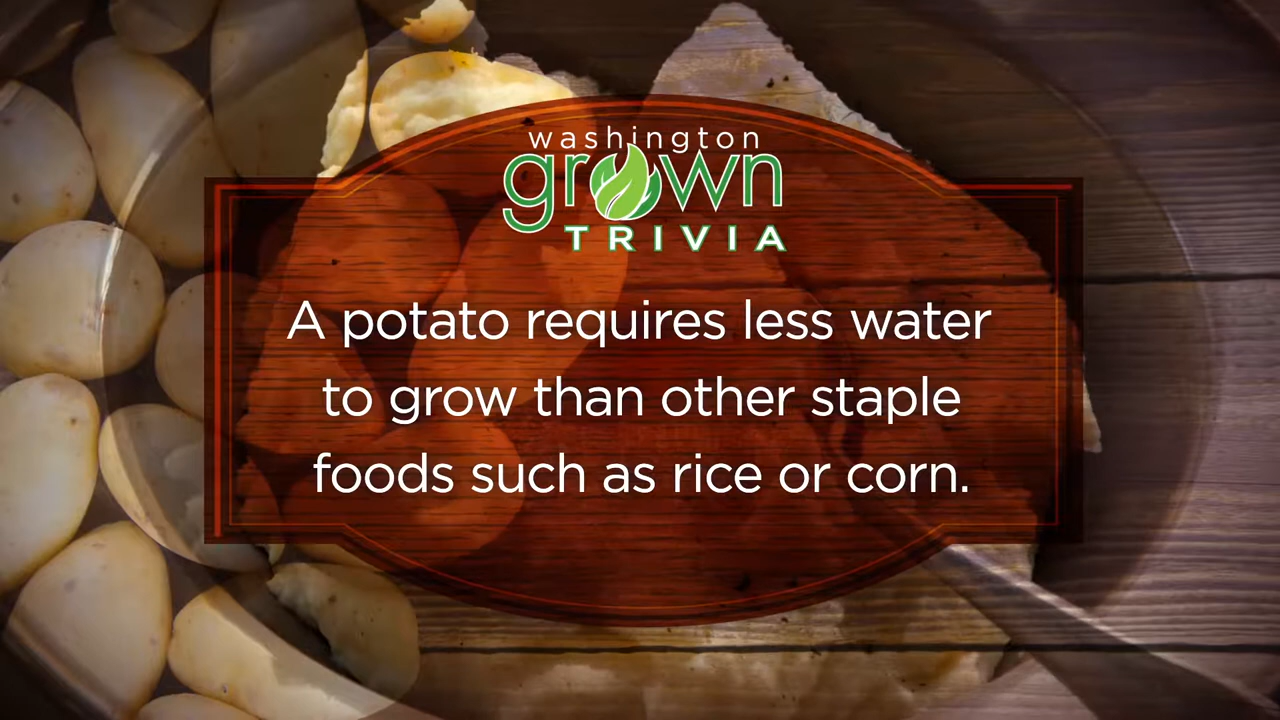 washington
grown
TRIVIA
A potato requires less water
to grow than other staple
foods such as rice or corn.